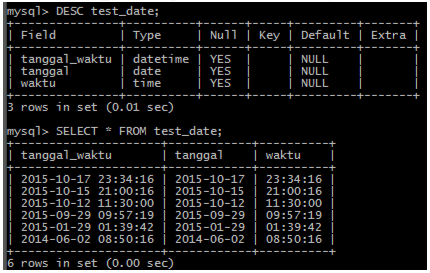 mysql> DESC test_date;
+---------------+----------+------+-----+---------+-------+
| Field         | Type     | Null | Key | Default | Extra |
+---------------+----------+------+-----+---------+-------+
| tanggal_waktu | datetime | YES  |     | NULL    |       |
| tanggal       | date     | YES  |     | NULL    |       |
| waktu         | time     | YES  |     | NULL    |       |
+---------------+----------+------+-----+---------+-------+
3 rows in set (0.01 sec)
mysql> SELECT * FROM test_date;
+---------------------+------------+----------+
| tanggal_waktu       | tanggal    | waktu    |
+---------------------+------------+----------+
| 2015-10-17 23:34:16 | 2015-10-17 | 23:34:16 |
| 2015-10-15 21:00:16 | 2015-10-15 | 21:00:16 |
| 2015-10-12 11:30:00 | 2015-10-12 | 11:30:00 |
| 2015-09-29 09:57:19 | 2015-09-29 | 09:57:19 |
| 2015-01-29 01:39:42 | 2015-01-29 | 01:39:42 |
| 2014-06-02 08:50:16 | 2014-06-02 | 08:50:16 |
+---------------------+------------+----------+
6 rows in set (0.00 sec)